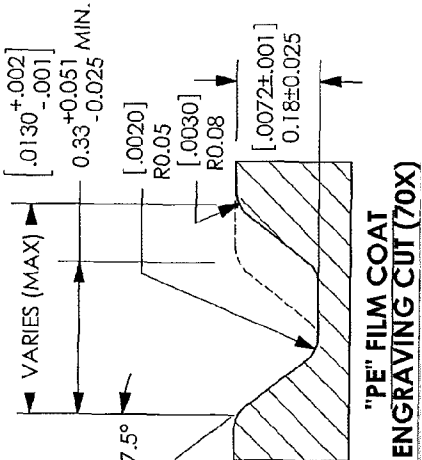 [.0130 +.002 -.001]
0.33 +0.051 -0.025 MIN.
VARIES (MAX)
[.0020]
R0.05
[.0030]
R0.08
[.0072±.001]
0.18±0.025
7.5°
"PE" FILM COAT
ENGRAVING CUT (70X)